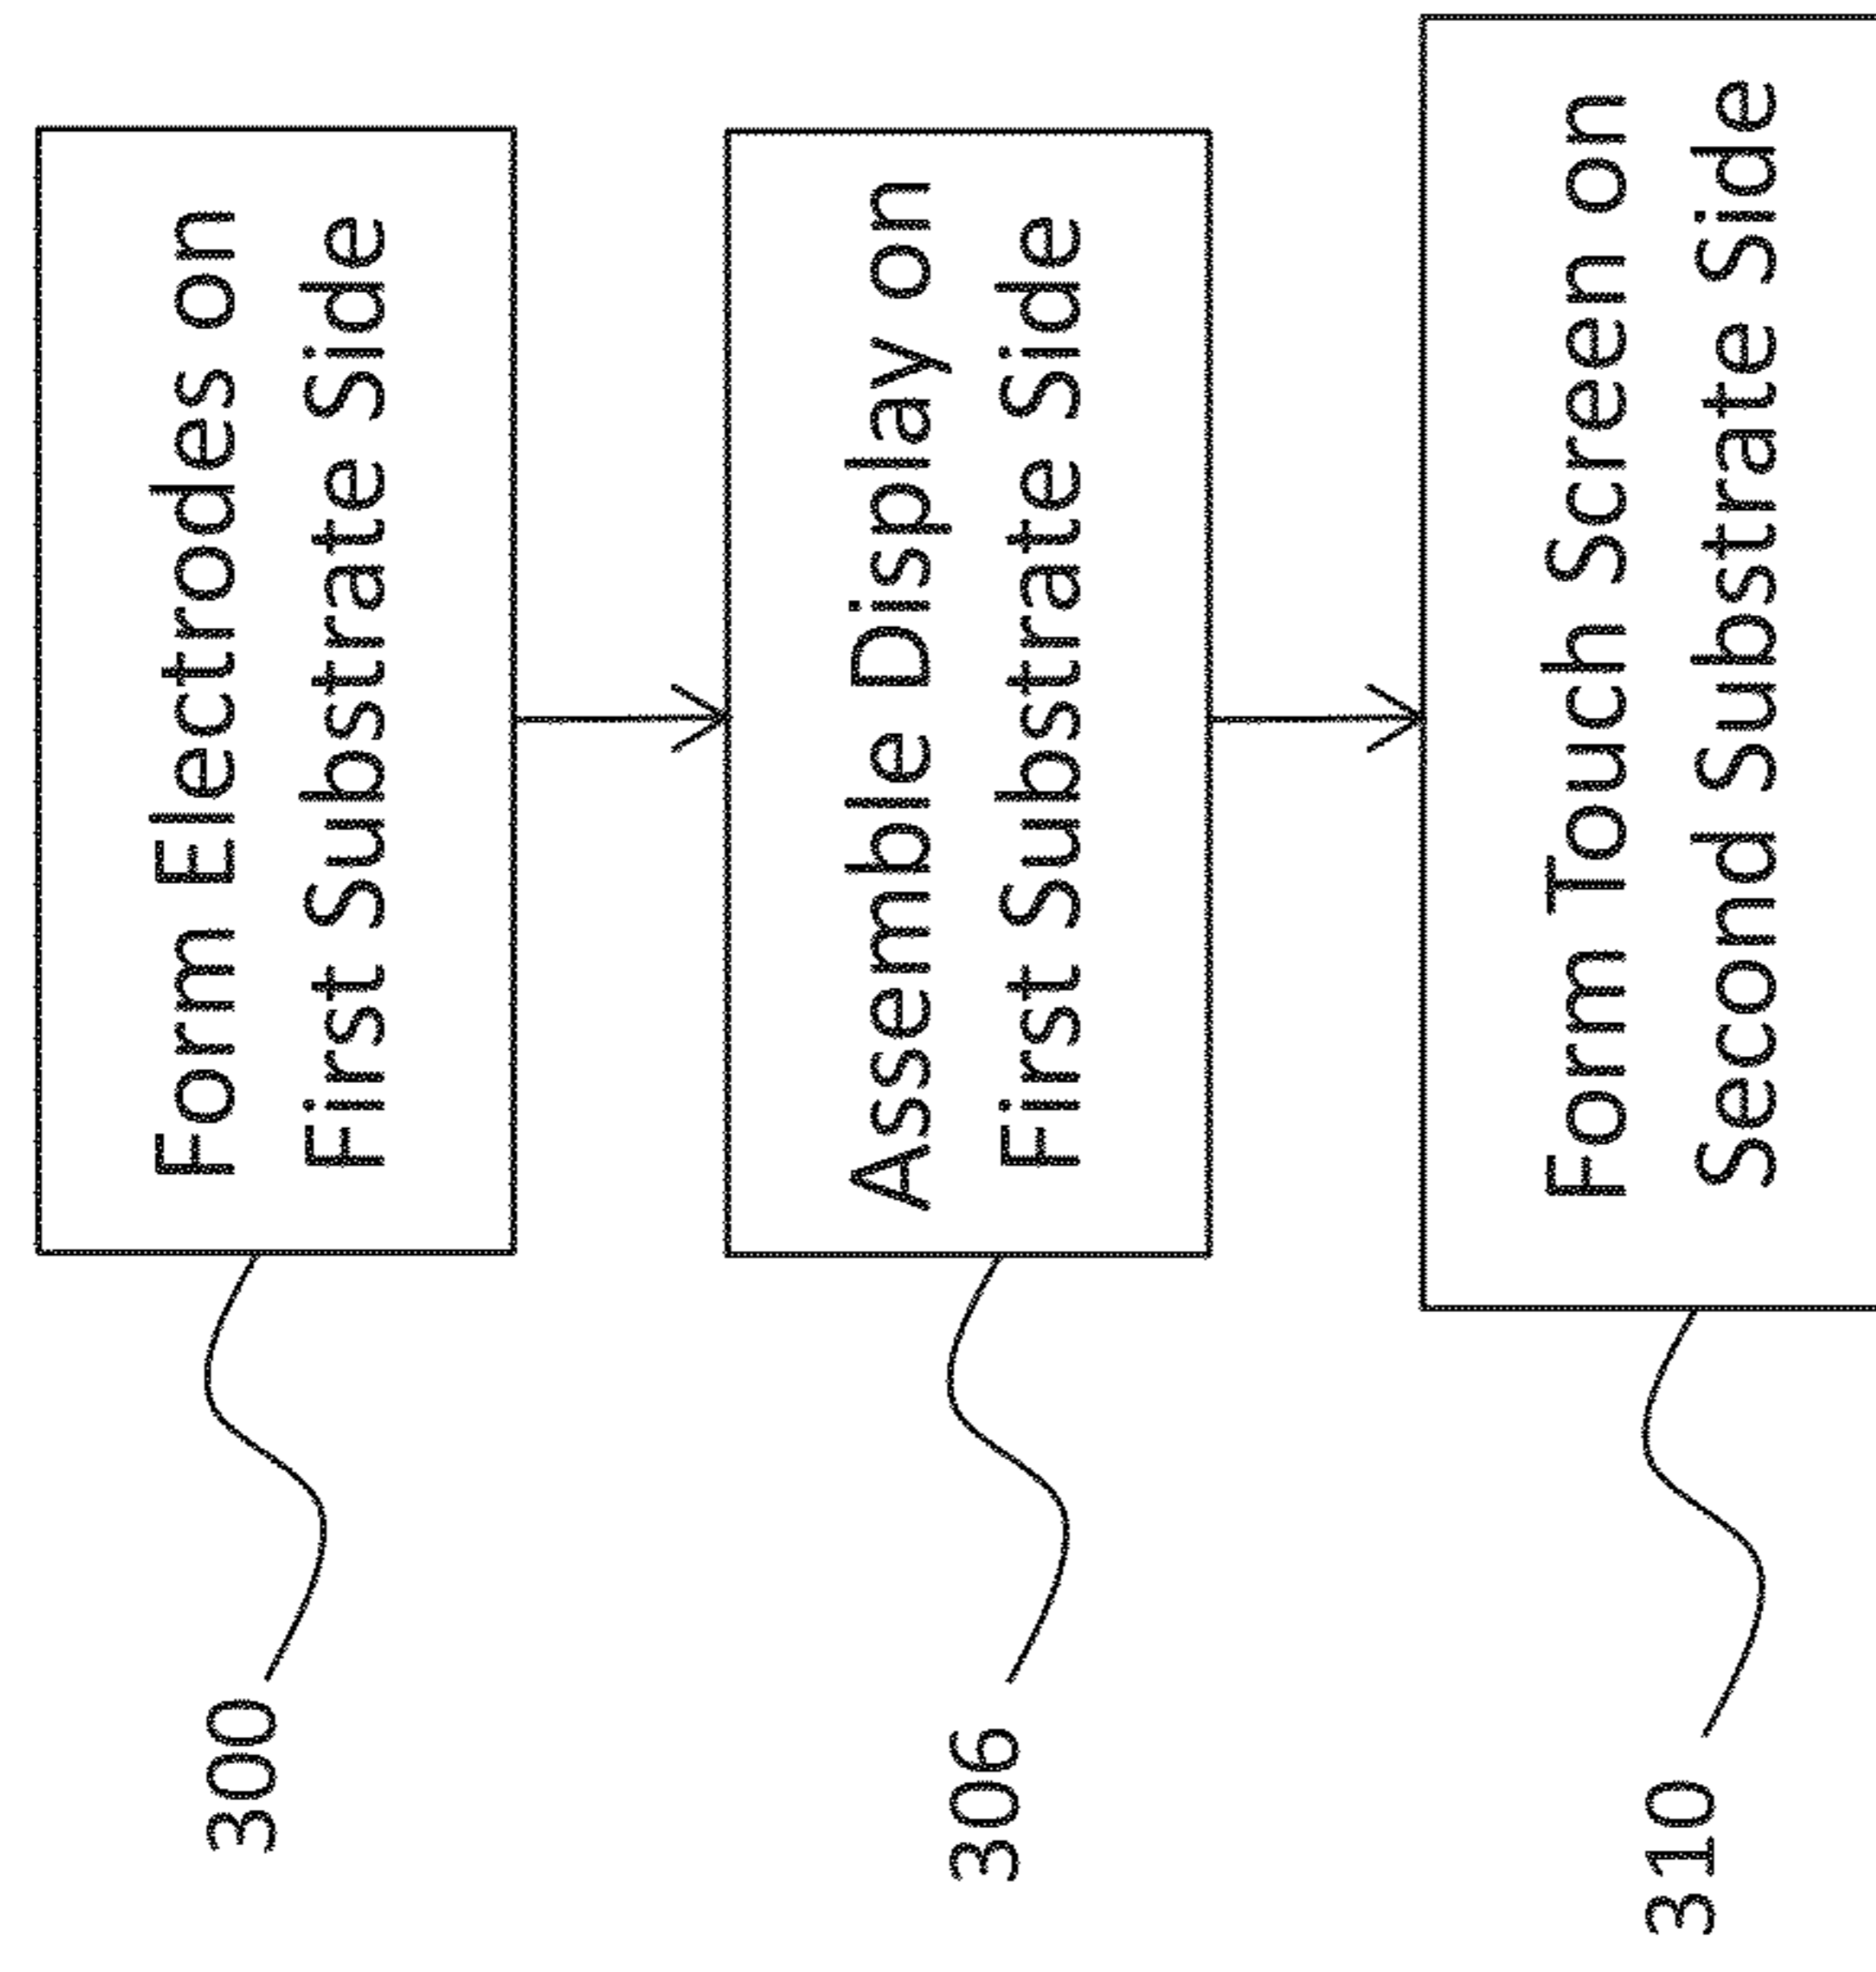 Form Electrodes on
First Substrate Side
300
Assemble Display on
First Substrate Side
306
Form Touch Screen on
Second Substrate Side
310